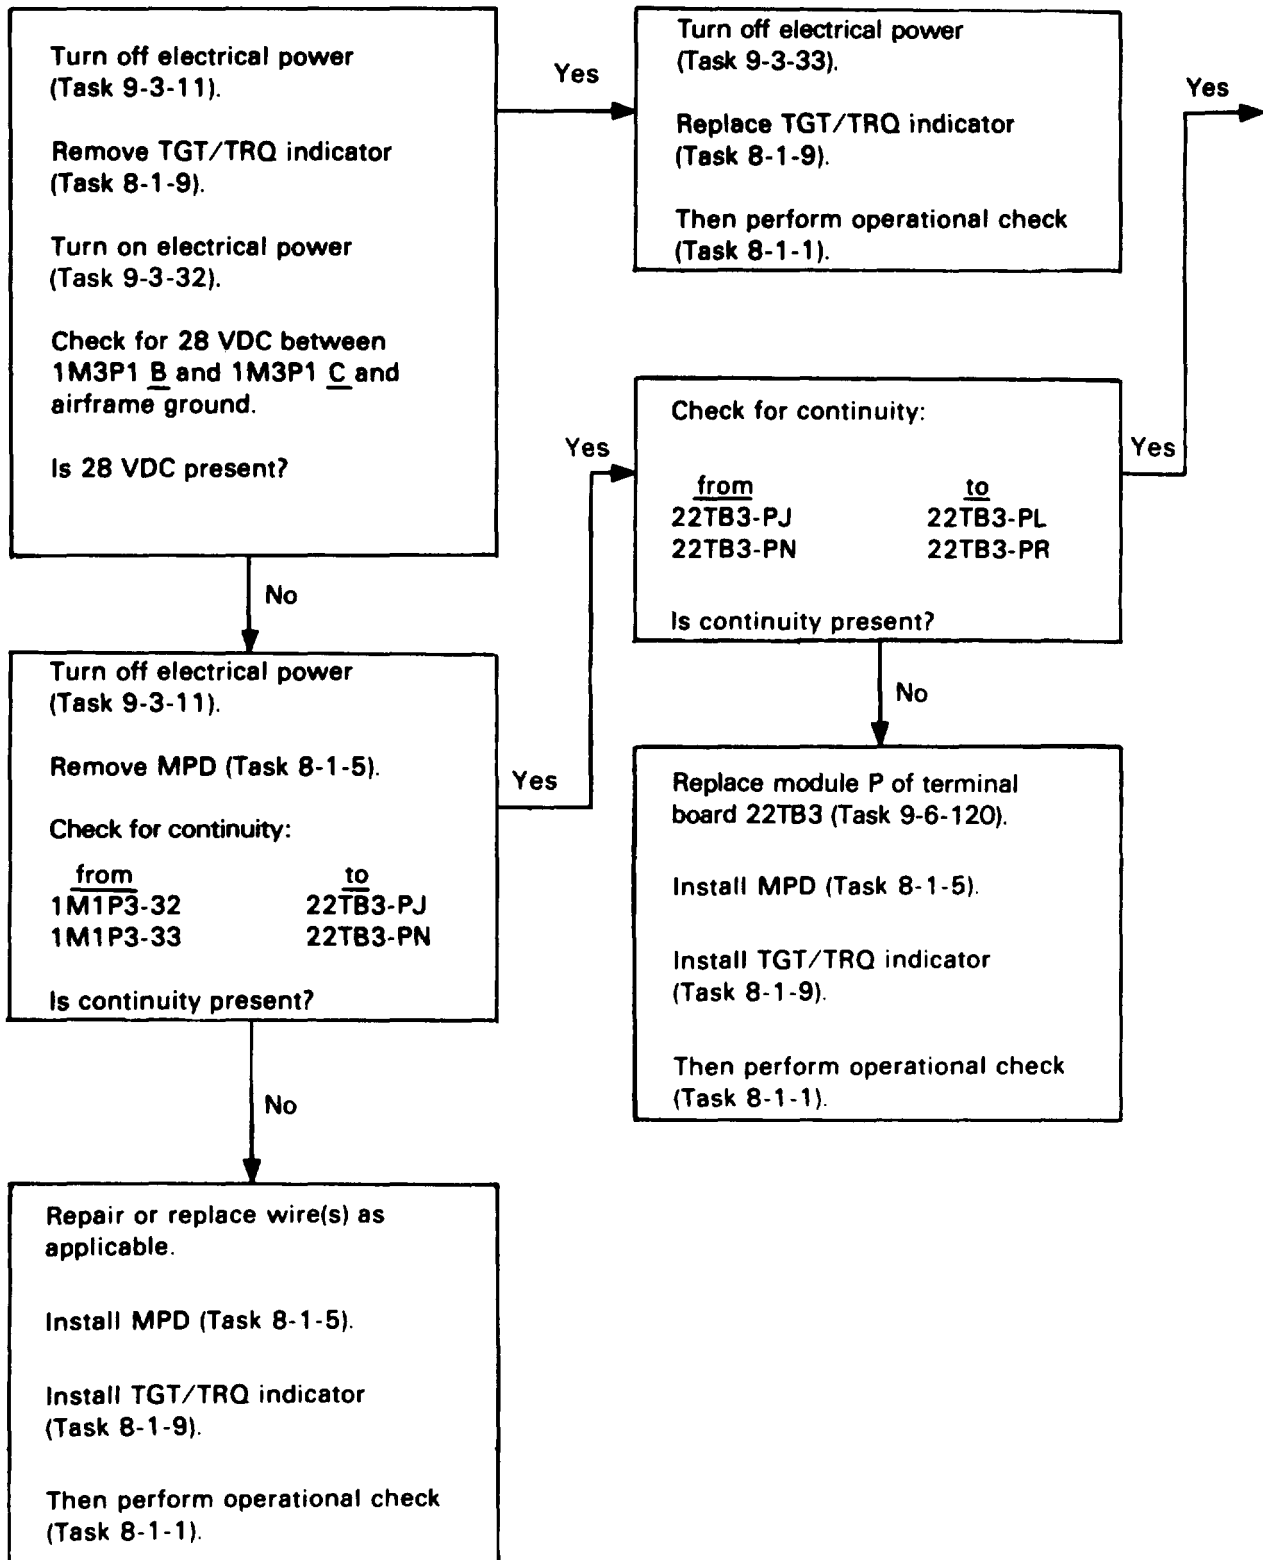 Turn off electrical power
(Task 9-3-11).
Remove TGT/TRQ indicator
(Task 8-1-9).
Turn on electrical power
(Task 9-3-32).
Check for 28 VDC between
1M3P1 B and 1M3P1 C and
airframe ground.
Is 28 VDC present?
Yes
Turn off electrical power
(Task 9-3-33).
Replace TGT/TRQ indicator
(Task 8-1-9).
Then perform operational check
(Task 8-1-1).
No
Turn off electrical power
(Task 9-3-11).
Remove MPD (Task 8-1-5).
Check for continuity:
from to
1M1P3-32 22TB3-PJ
1M1P3-33 22TB3-PN
Is continuity present?
Yes
Yes
Check for continuity:
from to
22TB3-PJ 22TB3-PL
22TB3-PN 22TB3-PR
Is continuity present?
Yes
Yes
No
Replace module P of terminal
board 22TB3 (Task 9-6-120).
Install MPD (Task 8-1-5).
Install TGT/TRQ indicator
(Task 8-1-9).
Then perform operational check
(Task 8-1-1).
No
Repair or replace wire(s) as
applicable.
Install MPD (Task 8-1-5).
Install TGT/TRQ indicator
(Task 8-1-9).
Then perform operational check
(Task 8-1-1).